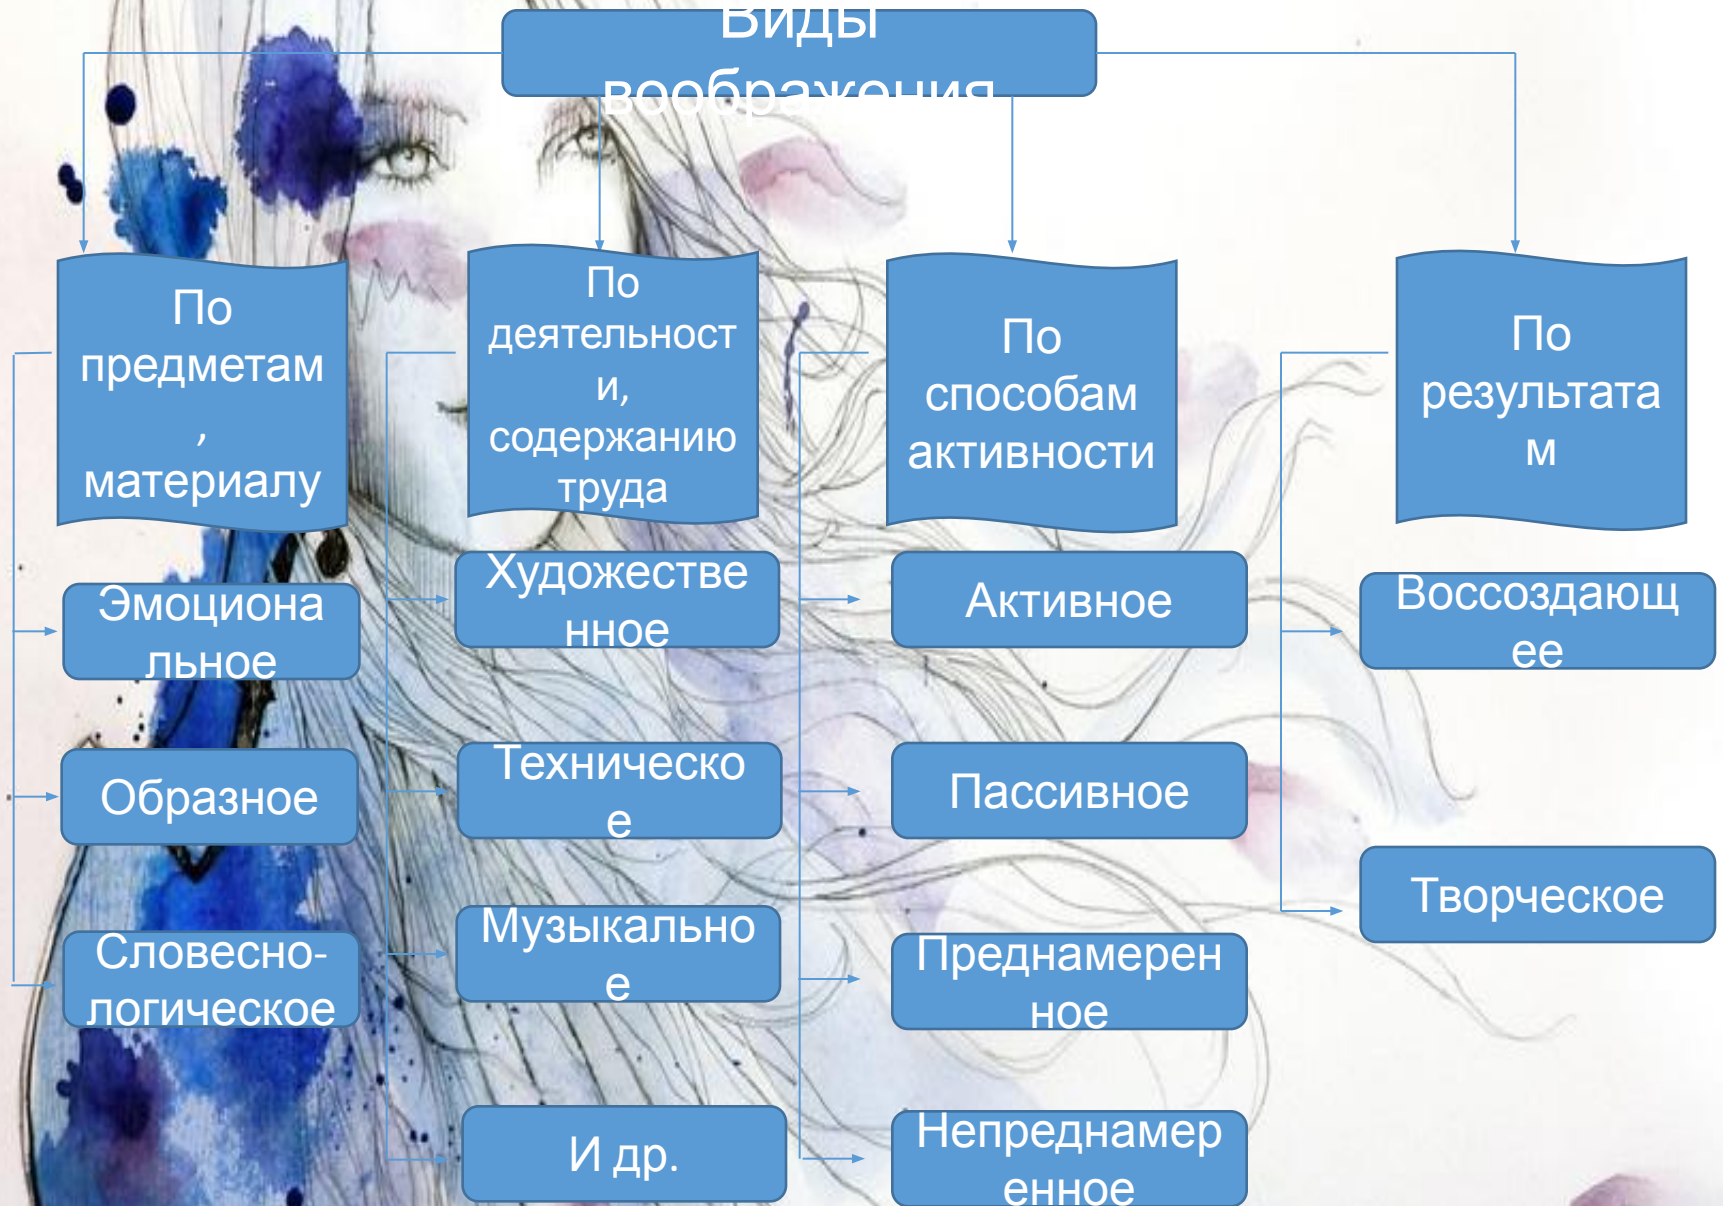 Виды
воображения
По
предметам
,
материалу
По
деятельност
и,
содержанию
труда
По
способам
активности
По
результата
м
Эмоциона
льное
Образное
Словесно-
логическое
Художестве
нное
Техническо
е
Музыкально
е
И др.
Активное
Пассивное
Преднамерен
ное
Непреднамер
енное
Воссоздающ
ее
Творческое